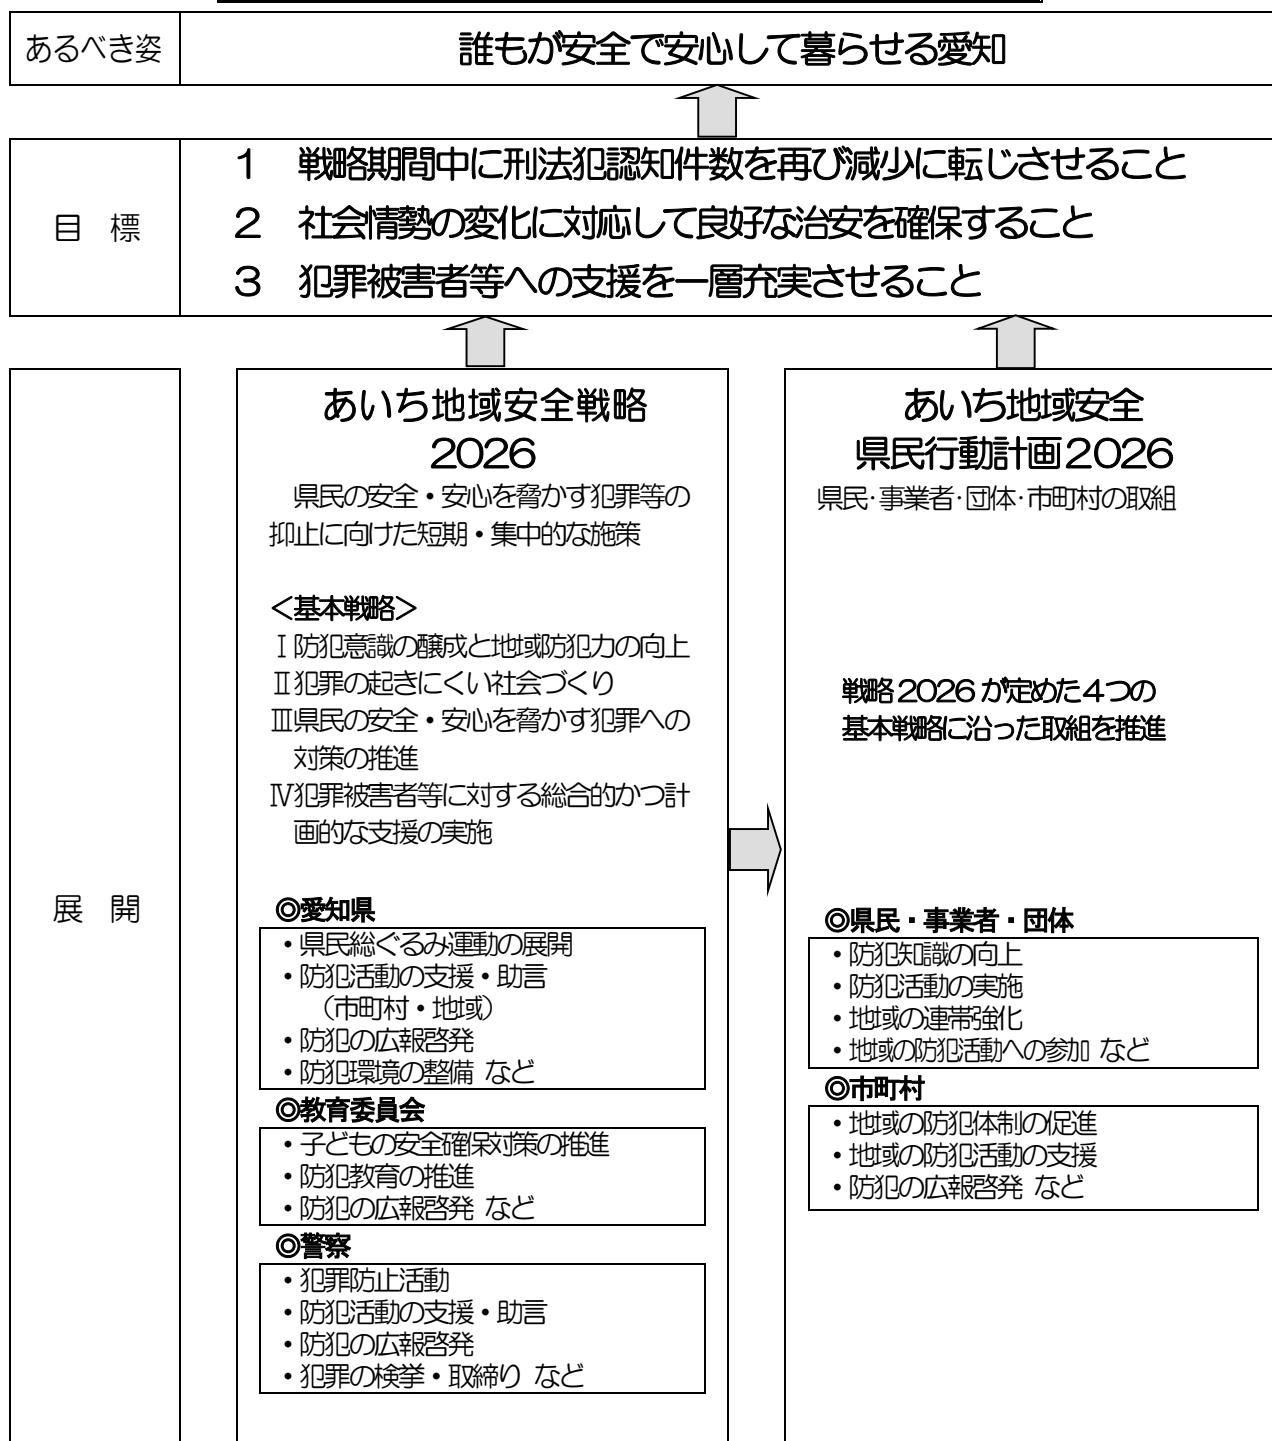 あるべき姿
誰もが安全で安心して暮らせる愛知
目　標
１　戦略期間中に刑法犯認知件数を再び減少に転じさせること
２　社会情勢の変化に対応して良好な治安を確保すること
３　犯罪被害者等への支援を一層充実させること
展　開
あいち地域安全戦略
２０２６
県民の安全・安心を脅かす犯罪等の
抑止に向けた短期・集中的な施策
＜基本戦略＞
Ⅰ防犯意識の醸成と地域防犯力の向上
Ⅱ犯罪の起きにくい社会づくり
Ⅲ県民の安全・安心を脅かす犯罪への
対策の推進
Ⅳ犯罪被害者等に対する総合的かつ計
画的な支援の実施
◎愛知県
・県民総ぐるみ運動の展開
・防犯活動の支援・助言
（市町村・地域）
・防犯の広報啓発
・防犯環境の整備 など
◎教育委員会
・子どもの安全確保対策の推進
・防犯教育の推進
・防犯の広報啓発 など
◎警察
・犯罪防止活動
・防犯活動の支援・助言
・防犯の広報啓発
・犯罪の検挙・取締り など
あいち地域安全
県民行動計画２０２６
県民・事業者・団体・市町村の取組
戦略 2026 が定めた４つの
基本戦略に沿った取組を推進
◎県民・事業者・団体
・防犯知識の向上
・防犯活動の実施
・地域の連帯強化
・地域の防犯活動への参加 など
◎市町村
・地域の防犯体制の促進
・地域の防犯活動の支援
・防犯の広報啓発 など